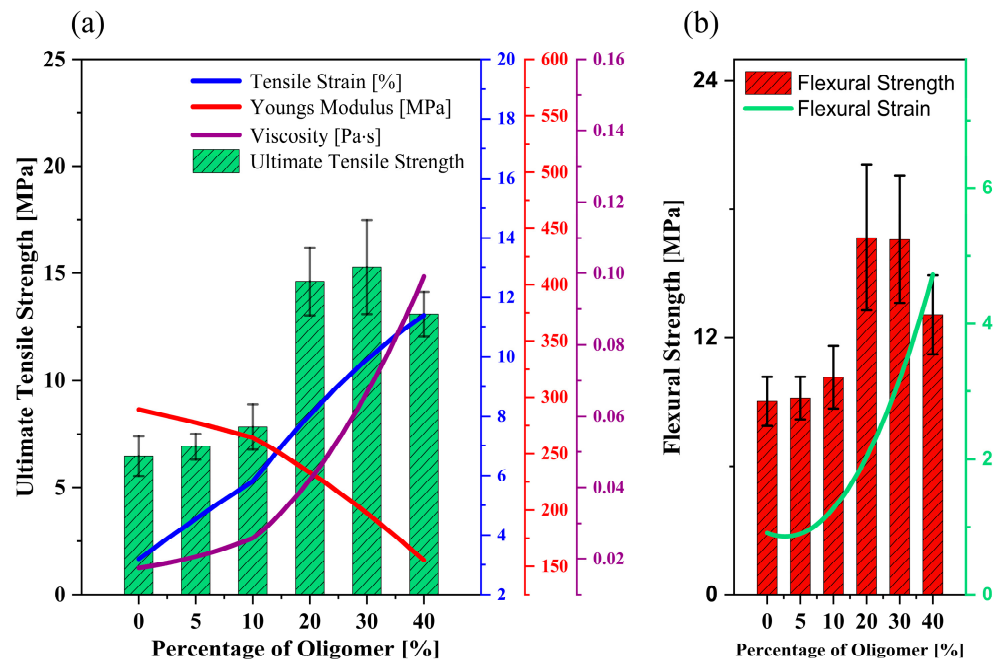 (a)
(b)
Tensile Strain [%]
Youngs Modulus [MPa]
Viscosity [Pa·s]
Ultimate Tensile Strength
Ultimate Tensile Strength [MPa]
25
20
15
10
5
0
20
18
16
14
12
10
8
6
4
2
600
550
500
450
400
350
300
250
200
150
0.16
0.14
0.12
0.10
0.08
0.06
0.04
0.02
0 5 10 20 30 40
Percentage of Oligomer [%]
Flexural Strength
Flexural Strain
Flexural Strength [MPa]
24
12
0
6
4
2
0
0 5 10 20 30 40
Percentage of Oligomer [%]